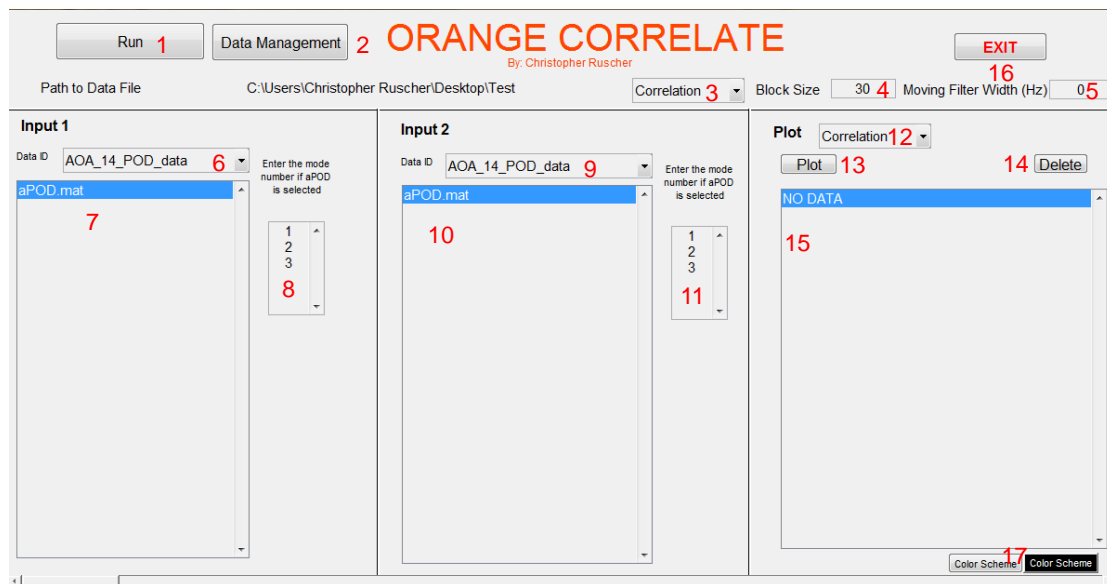 Run 1
Data Management 2
ORANGE CORRELATE
By: Christopher Ruscher
EXIT
16
Path to Data File
C:\Users\Christopher Ruscher\Desktop\Test
Correlation 3
Block Size 30 4
Moving Filter Width (Hz) 0 5
Input 1
Data ID AOA_14_POD_data 6
Enter the mode
number if aPOD
is selected
aPOD.mat
7
1
2
3
8
Input 2
Data ID AOA_14_POD_data 9
Enter the mode
number if aPOD
is selected
aPOD.mat
10
1
2
3
11
Plot Correlation 12
Plot 13
14 Delete
NO DATA
15
17
Color Scheme Color Scheme